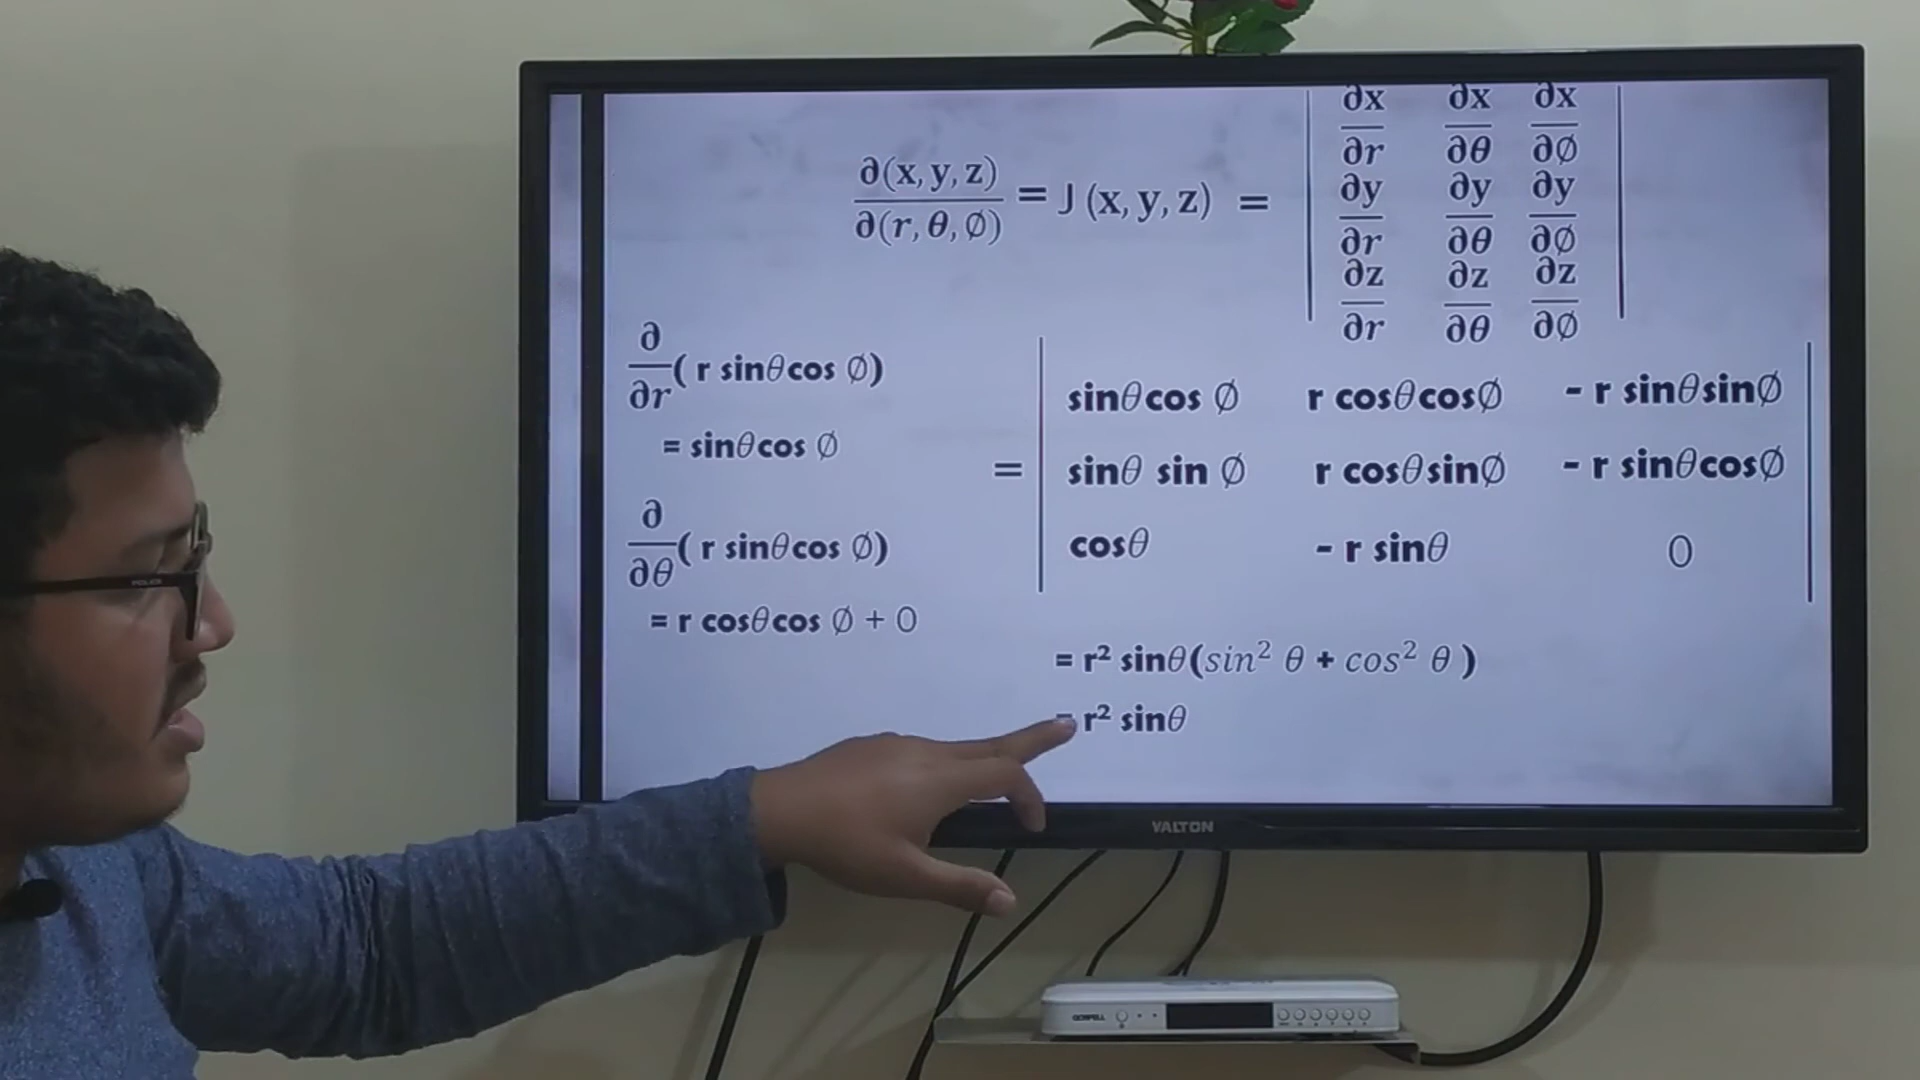 ∂(x, y, z)
∂(r, θ, ∅)
= J (x, y, z) =
∂x ∂x ∂x
∂r ∂θ ∂∅
∂y ∂y ∂y
∂r ∂θ ∂∅
∂z ∂z ∂z
∂r ∂θ ∂∅
∂
∂r
( r sinθcos ∅)
= sinθcos ∅
∂
∂θ
( r sinθcos ∅)
= r cosθcos ∅ + 0
=
sinθcos ∅ r cosθcos∅ - r sinθsin∅
sinθ sin ∅ r cosθsin∅ - r sinθcos∅
cosθ - r sinθ 0
= r² sinθ(sin² θ + cos² θ )
= r² sinθ
VALTON
POLICE